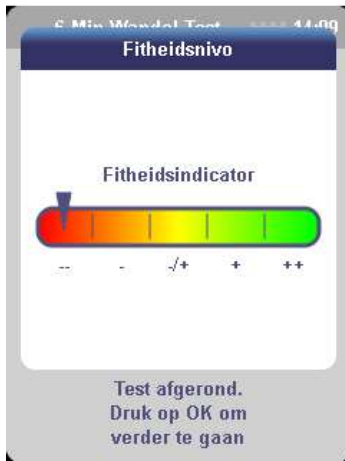 6 Min Wandel Test 14:09
Fitheidsnivo
Fitheidsindicator
-- - -/+ + ++
Test afgerond.
Druk op OK om
verder te gaan